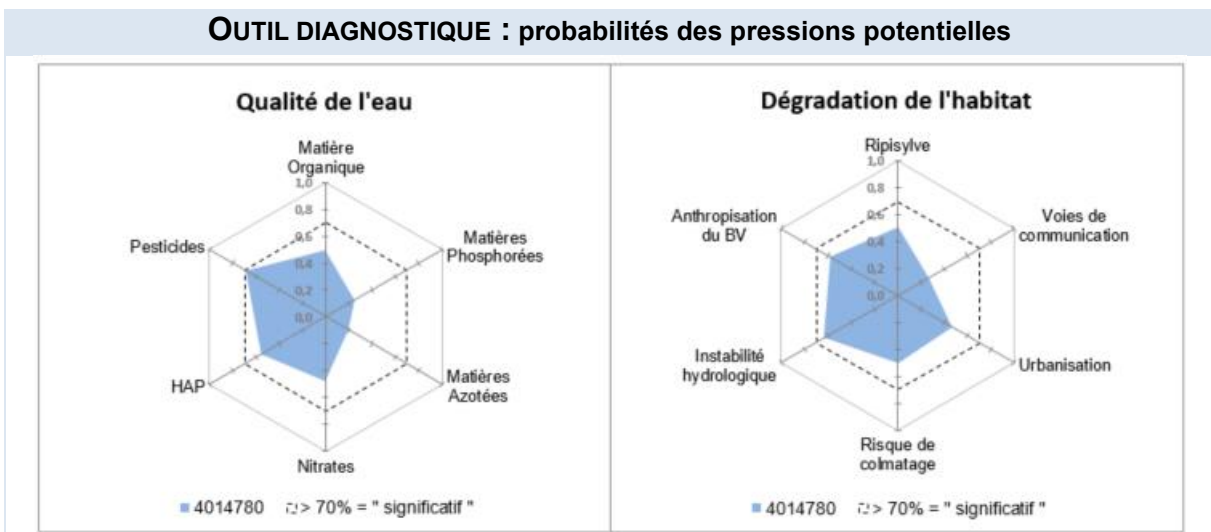 OUTIL DIAGNOSTIQUE : probabilités des pressions potentielles
Qualité de l'eau
Matière
Organique
1,0
0,8
0,6
0,4
0,2
0,0
Pesticides
Matières
Phosphorées
HAP
Matières
Azotées
Nitrates
4014780
> 70% = " significatif "
Dégradation de l'habitat
Ripisylve
1,0
0,8
0,6
0,4
0,2
0,0
Anthropisation
du BV
Voies de
communication
Instabilité
hydrologique
Urbanisation
Risque de
colmatage
4014780
> 70% = " significatif "